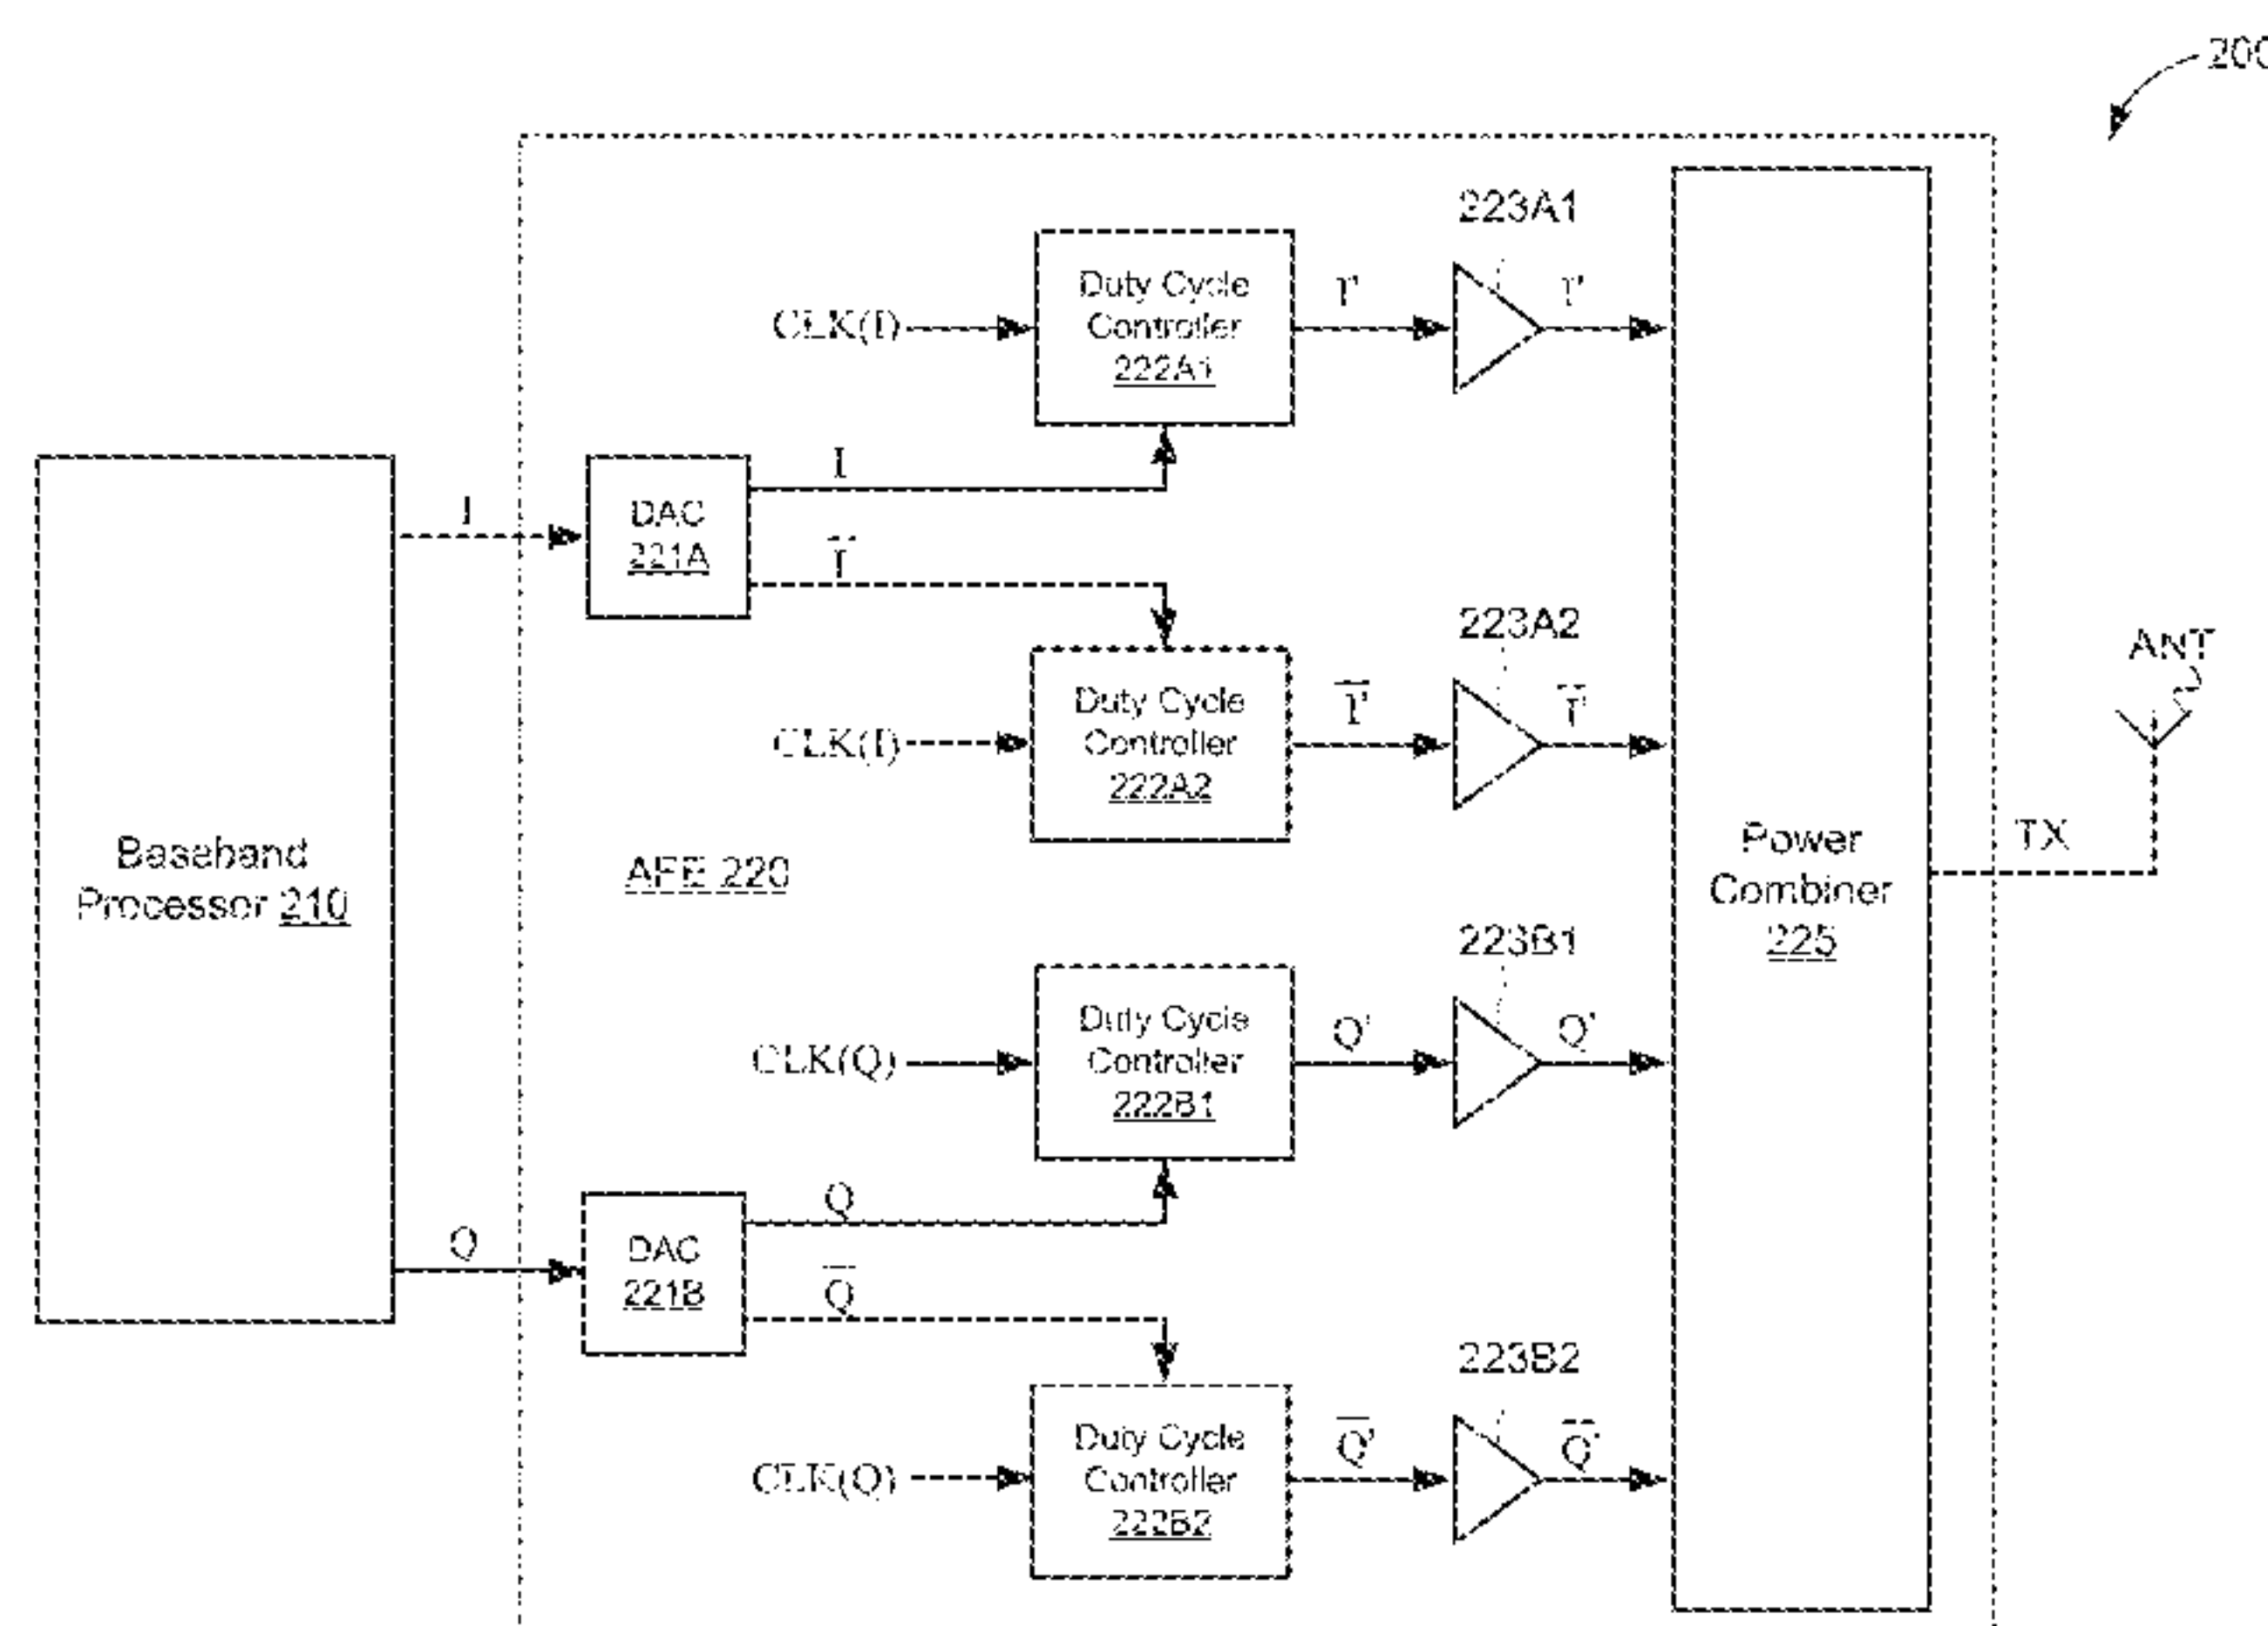 200
223A1
Duty Cycle
Controller
222A1
CLK(I)
I'
I'
I
I
DAC
221A
I̅
223A2
ANT
Duty Cycle
Controller
222A2
CLK(I)
I̅'
I̅'
TX
Baseband
Processor 210
AFE 220
Power
Combiner
225
223B1
Duty Cycle
Controller
222B1
CLK(Q)
Q'
Q'
Q
Q
DAC
221B
Q̅
223B2
Duty Cycle
Controller
222B2
CLK(Q)
Q̅'
Q̅'